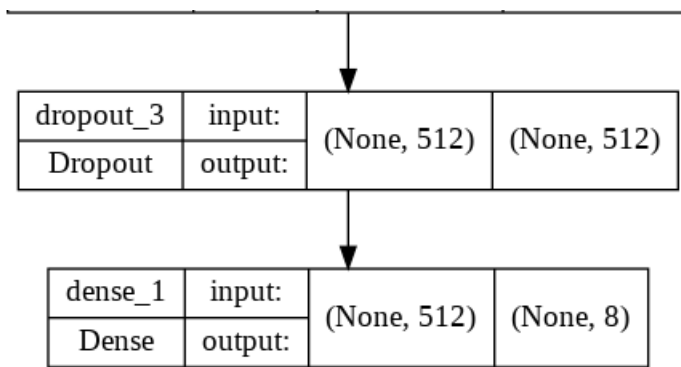 dropout_3 input: (None, 512) (None, 512)
Dropout output:
dense_1 input: (None, 512) (None, 8)
Dense output: